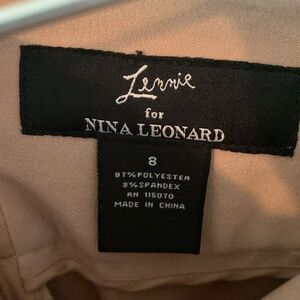 Lennie
for
NINA LEONARD
8
97%POLYESTER
3%SPANDEX
RN 115070
MADE IN CHINA